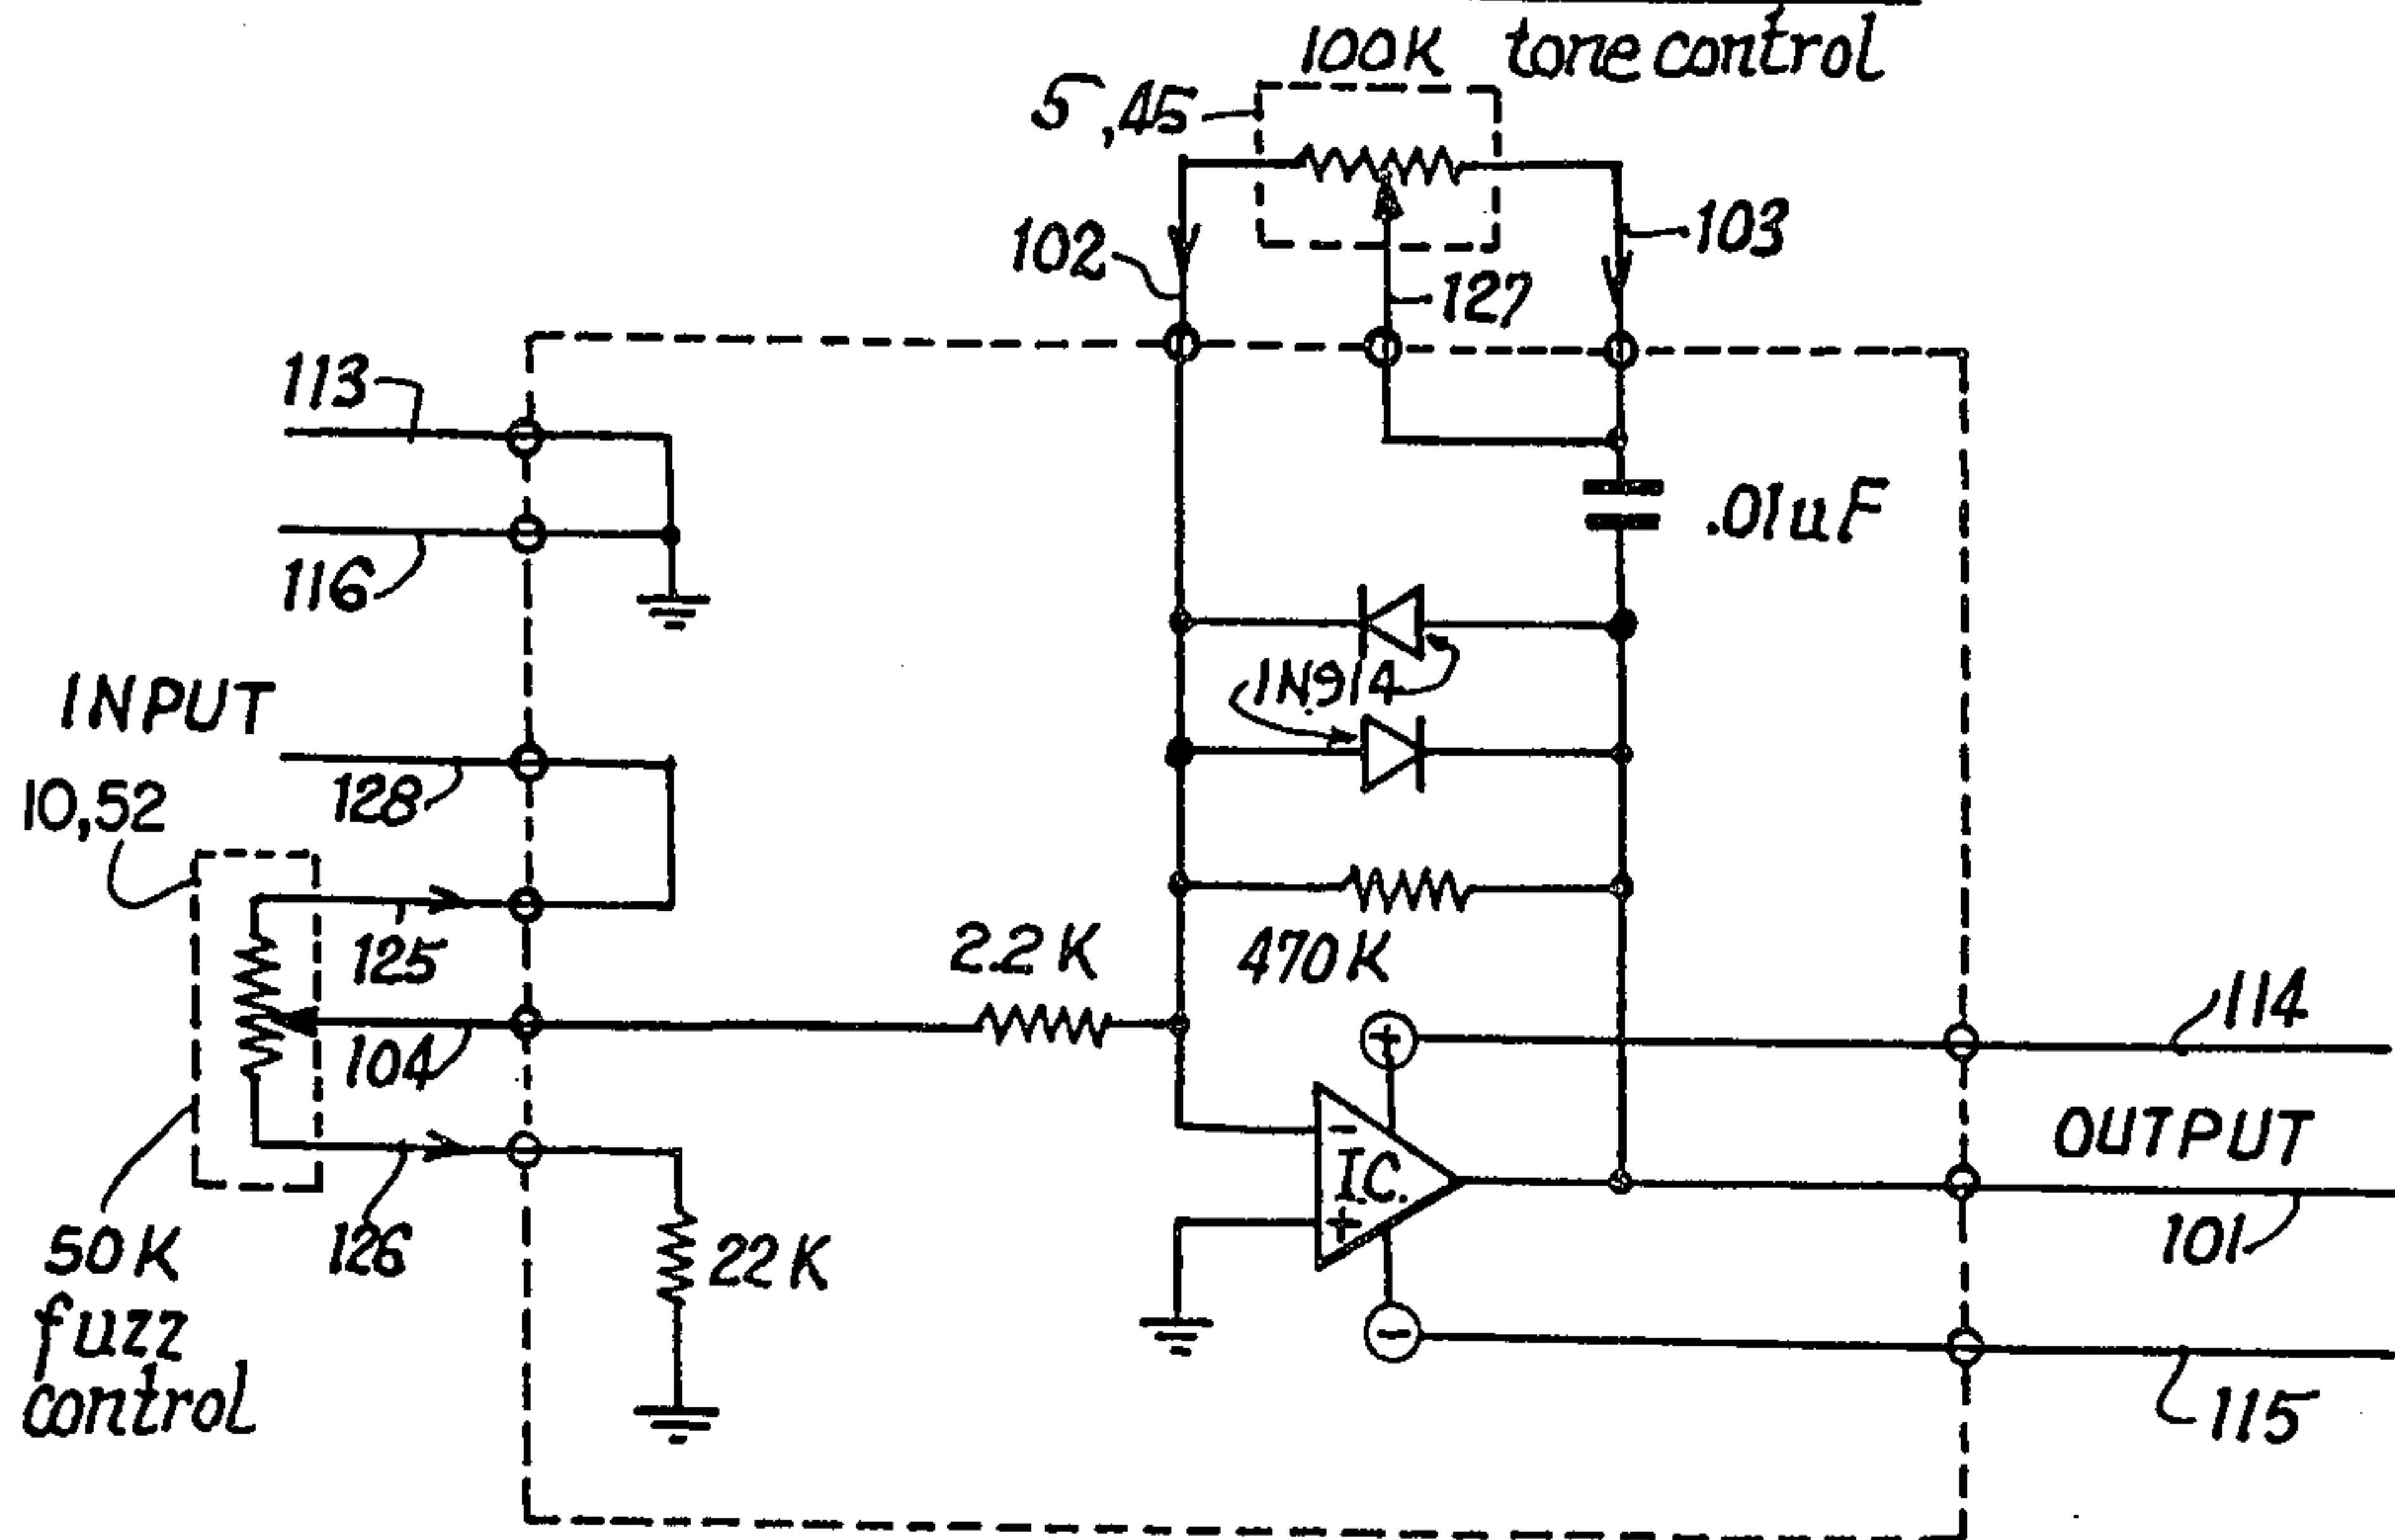 100K tone control
5,45
102
103
127
113
116
.01uF
1N914
INPUT
128
10,52
125
2.2K
470K
104
+
114
-
I.C.
+
OUTPUT
126
22K
101
50K
fuzz
control
-
115